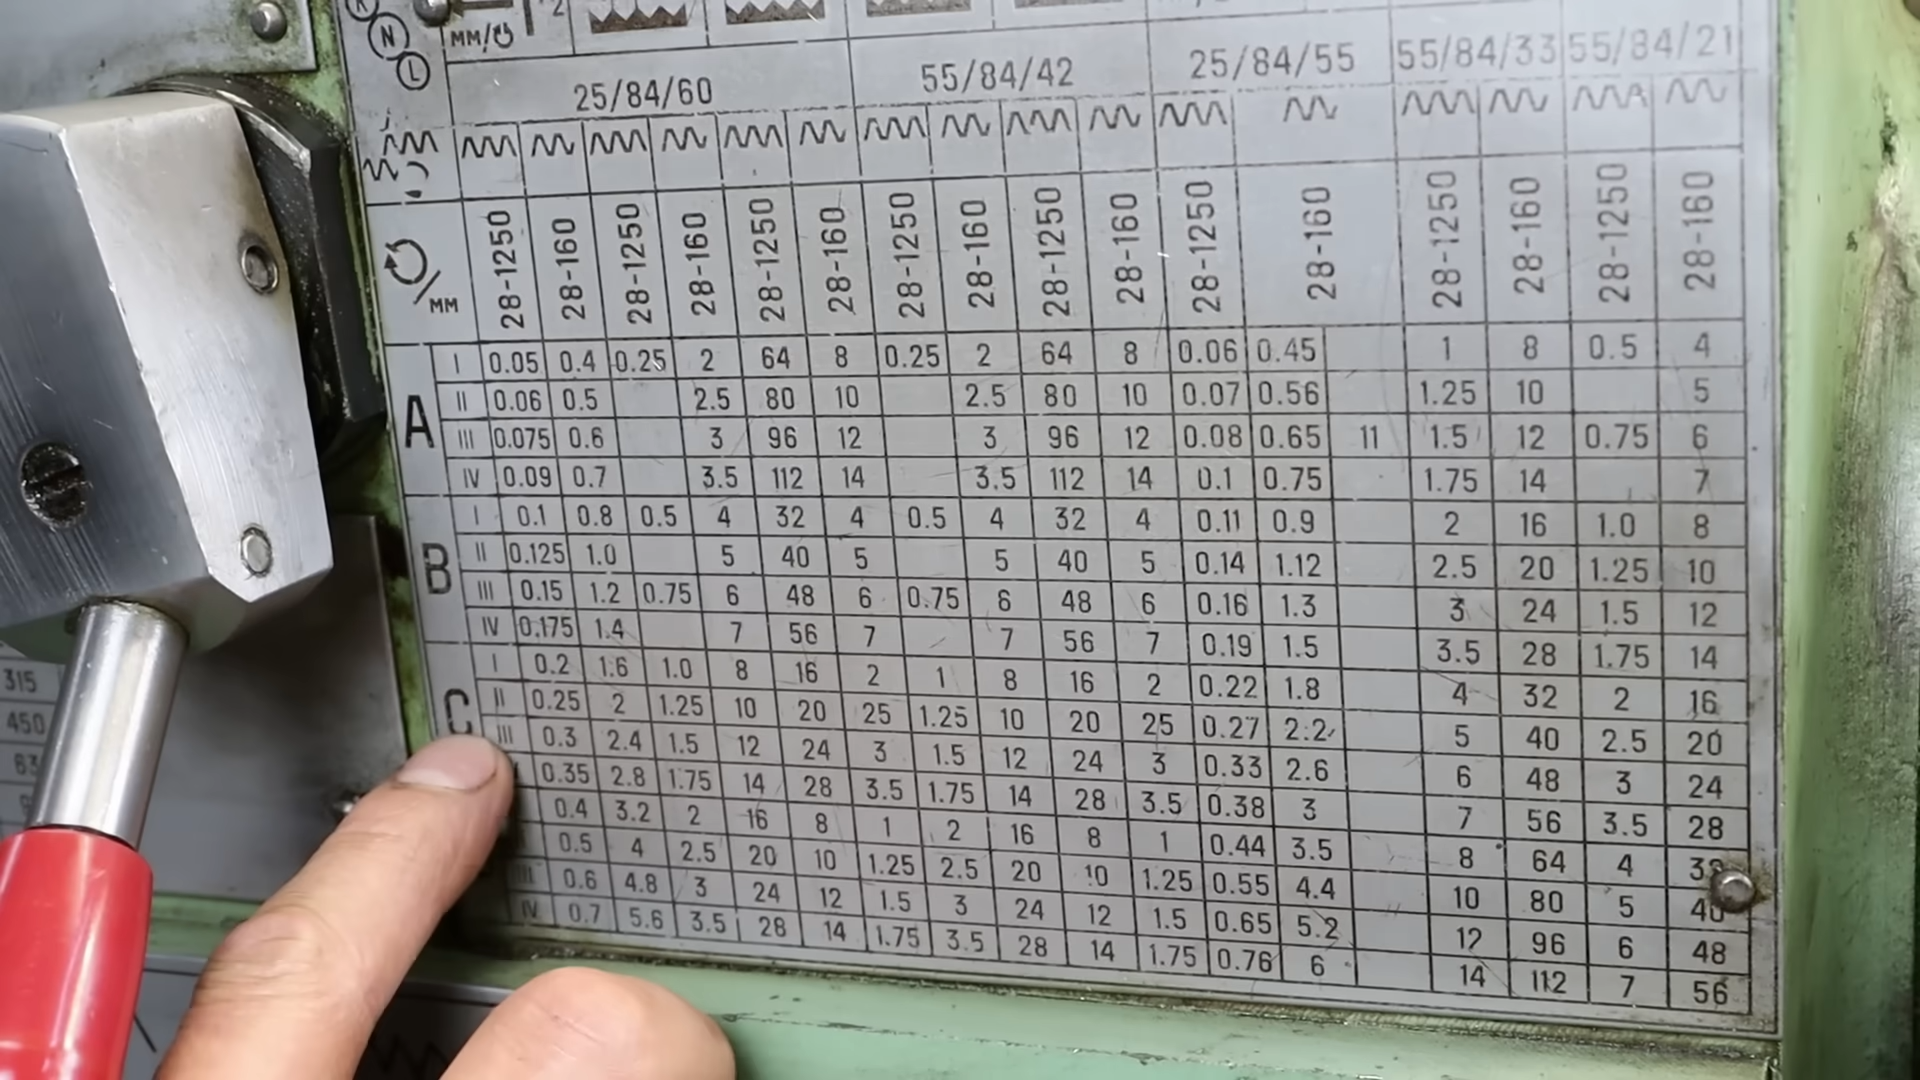 N
L
MM/
2
25/84/60 55/84/42 25/84/55 55/84/33 55/84/21
MM
28-1250 28-160 28-1250 28-160 28-1250 28-160 28-1250 28-160 28-1250 28-160 28-1250 28-160 28-1250 28-160 28-1250 28-160
A
I 0.05 0.4 0.25 2 64 8 0.25 2 64 8 0.06 0.45 1 8 0.5 4
II 0.06 0.5 2.5 80 10 2.5 80 10 0.07 0.56 1.25 10 5
III 0.075 0.6 3 96 12 3 96 12 0.08 0.65 11 1.5 12 0.75 6
IV 0.09 0.7 3.5 112 14 3.5 112 14 0.1 0.75 1.75 14 7
B
I 0.1 0.8 0.5 4 32 4 0.5 4 32 4 0.11 0.9 2 16 1.0 8
II 0.125 1.0 5 40 5 5 40 5 0.14 1.12 2.5 20 1.25 10
III 0.15 1.2 0.75 6 48 6 0.75 6 48 6 0.16 1.3 3 24 1.5 12
IV 0.175 1.4 7 56 7 7 56 7 0.19 1.5 3.5 28 1.75 14
C
I 0.2 1.6 1.0 8 16 2 1 8 16 2 0.22 1.8 4 32 2 16
II 0.25 2 1.25 10 20 25 1.25 10 20 25 0.27 2.2 5 40 2.5 20
III 0.3 2.4 1.5 12 24 3 1.5 12 24 3 0.33 2.6 6 48 3 24
0.35 2.8 1.75 14 28 3.5 1.75 14 28 3.5 0.38 3 7 56 3.5 28
0.4 3.2 2 16 8 1 2 16 8 1 0.44 3.5 8 64 4
0.5 4 2.5 20 10 1.25 2.5 20 10 1.25 0.55 4.4 10 80 5 40
III 0.6 4.8 3 24 12 1.5 3 24 12 1.5 0.65 5.2 12 96 6 48
IV 0.7 5.6 3.5 28 14 1.75 3.5 28 14 1.75 0.76 6 14 112 7 56
315
450